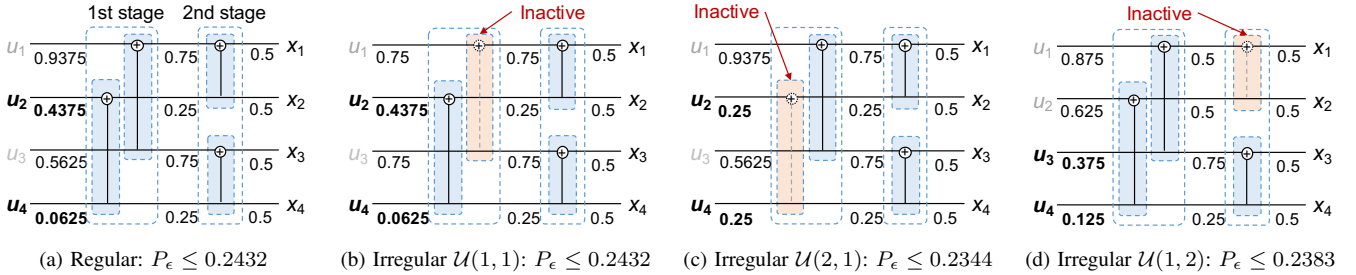 1st stage 2nd stage
u1 0.9375 0.75 0.5 x1
u2 0.4375 0.25 0.5 x2
u3 0.5625 0.75 0.5 x3
u4 0.0625 0.25 0.5 x4
(a) Regular: Pϵ ≤ 0.2432
Inactive
u1 0.75 0.75 0.5 x1
u2 0.4375 0.25 0.5 x2
u3 0.75 0.75 0.5 x3
u4 0.0625 0.25 0.5 x4
(b) Irregular U(1, 1): Pϵ ≤ 0.2432
Inactive
u1 0.9375 0.75 0.5 x1
u2 0.25 0.25 0.5 x2
u3 0.5625 0.75 0.5 x3
u4 0.25 0.25 0.5 x4
(c) Irregular U(2, 1): Pϵ ≤ 0.2344
Inactive
u1 0.875 0.5 0.5 x1
u2 0.625 0.5 0.5 x2
u3 0.375 0.75 0.5 x3
u4 0.125 0.25 0.5 x4
(d) Irregular U(1, 2): Pϵ ≤ 0.2383